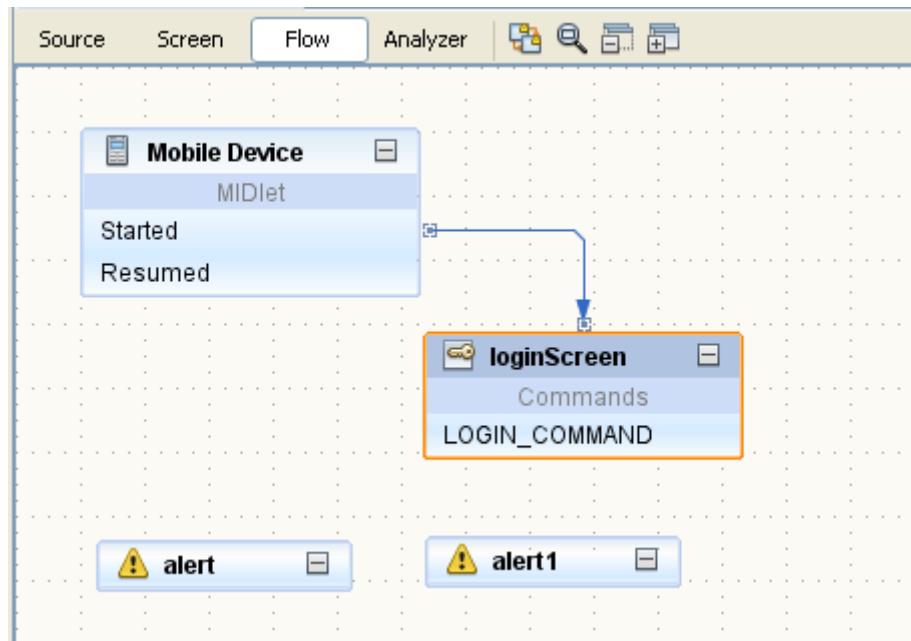 Source Screen Flow Analyzer
Mobile Device
MIDlet
Started
Resumed
loginScreen
Commands
LOGIN_COMMAND
alert
alert1